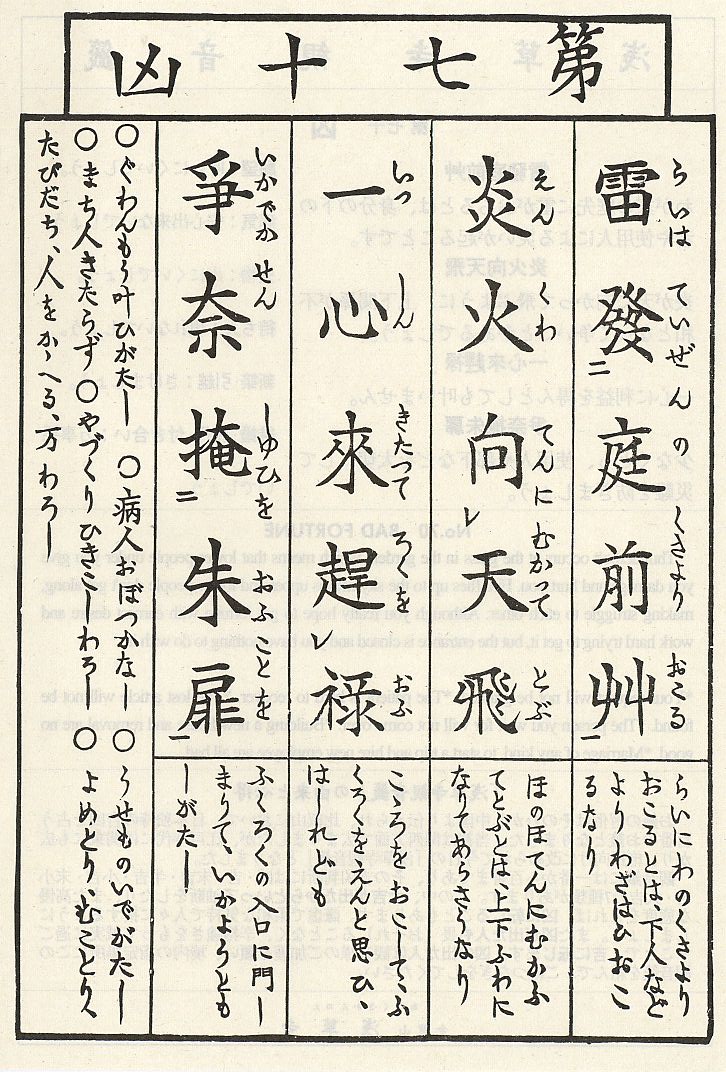 第七十凶
雷發二庭前艸一
らいは ていぜんの くさより おこる
らいにわのくさより
おこるとは、下人など
よりわざはひおこ
るなり
炎火向レ天飛
えんくわ てんに むかつて とぶ
ほのほてんにむかふ
てとぶとは、上下ふわに
なり、であらさくなり
一心來趕レ祿
いつしん きたつて ろくを おふ
こころをおこしてふ
くろをえんと思ひ、
はしれども
爭奈掩二朱扉
いかでか せん しゆひを おふことを
ふくろくの入口に門し
まりて、いかやうとも
しがたし
○ぐわんもう叶ひがたし ○病人おぼつかなし ○うせものいでがたし
○まち人きたらず ○やづくりひきこしわろし ○よめとり、むことり、人
たびだち、人をかゝへる、方わろし